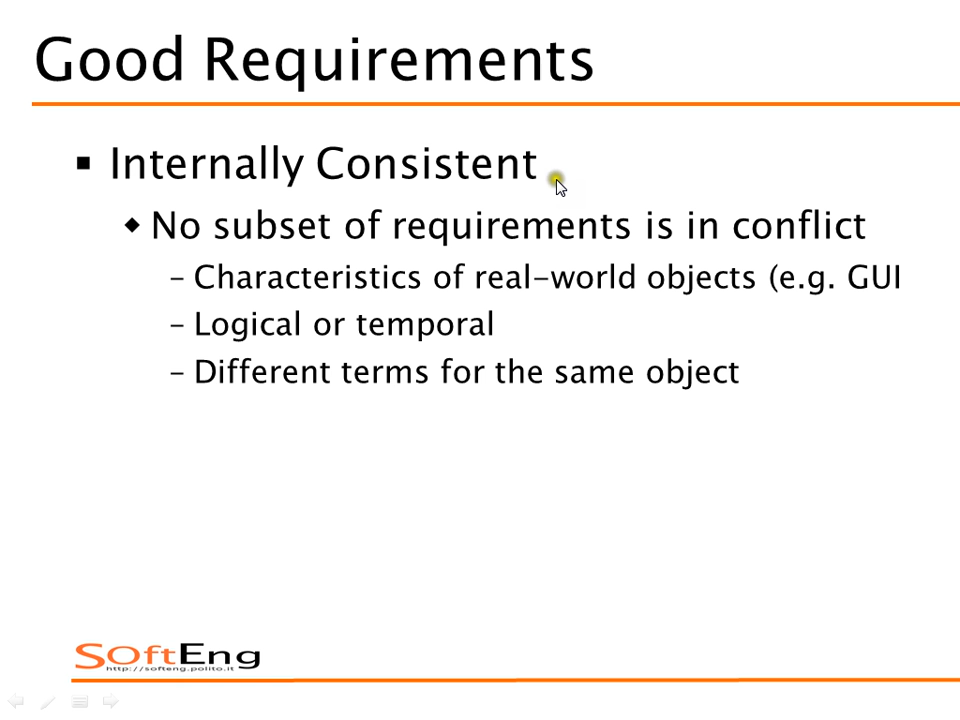 Good Requirements
▪ Internally Consistent
◆ No subset of requirements is in conflict
– Characteristics of real-world objects (e.g. GUI
– Logical or temporal
– Different terms for the same object
SOftEng
http://softeng.polito.it